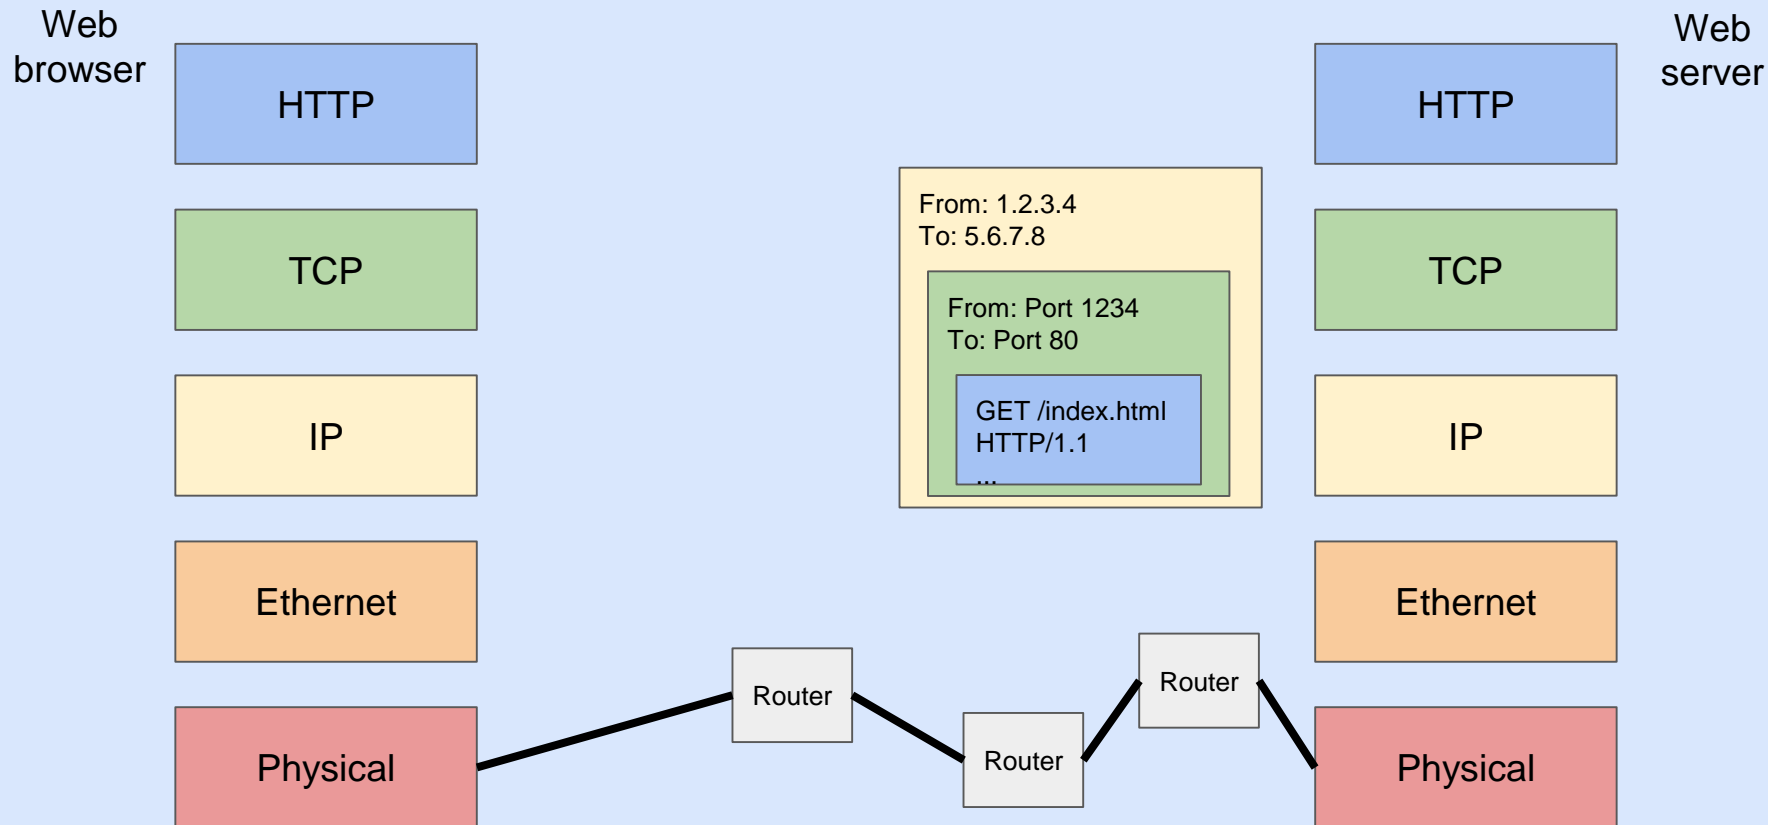 Web
browser
Web
server
HTTP
HTTP
From: 1.2.3.4
To: 5.6.7.8
TCP
TCP
From: Port 1234
To: Port 80
GET /index.html
HTTP/1.1
...
IP
IP
Ethernet
Ethernet
Router
Router
Router
Physical
Physical